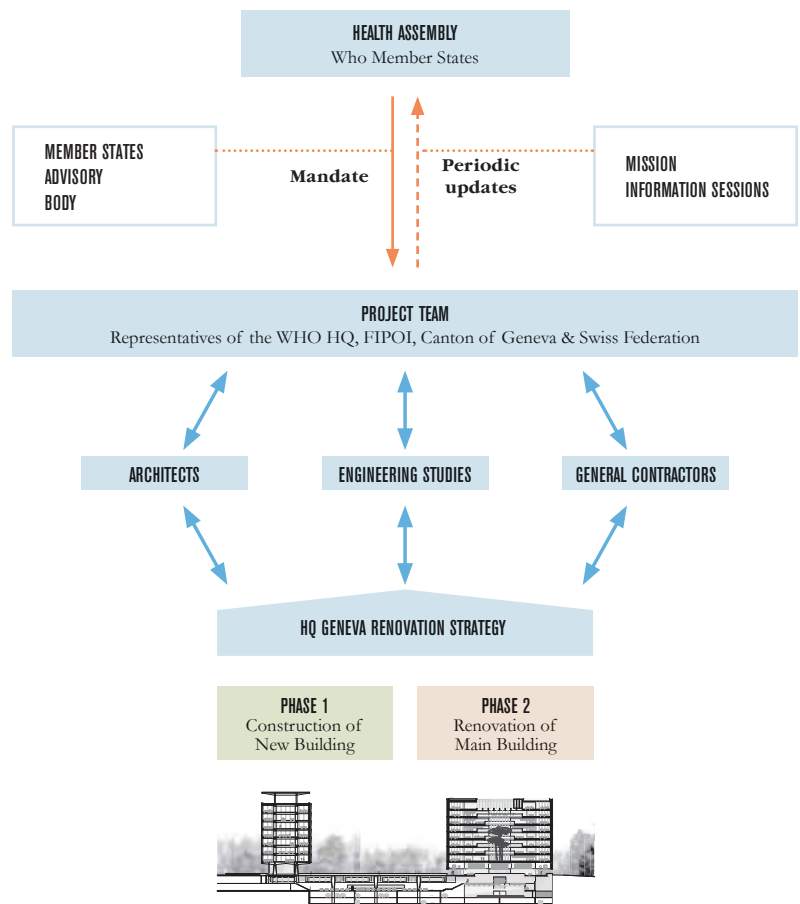 HEALTH ASSEMBLY
Who Member States
MEMBER STATES
ADVISORY
BODY
Mandate
Periodic
updates
MISSION
INFORMATION SESSIONS
PROJECT TEAM
Representatives of the WHO HQ, FIPOI, Canton of Geneva & Swiss Federation
ARCHITECTS
ENGINEERING STUDIES
GENERAL CONTRACTORS
HQ GENEVA RENOVATION STRATEGY
PHASE 1
Construction of
New Building
PHASE 2
Renovation of
Main Building